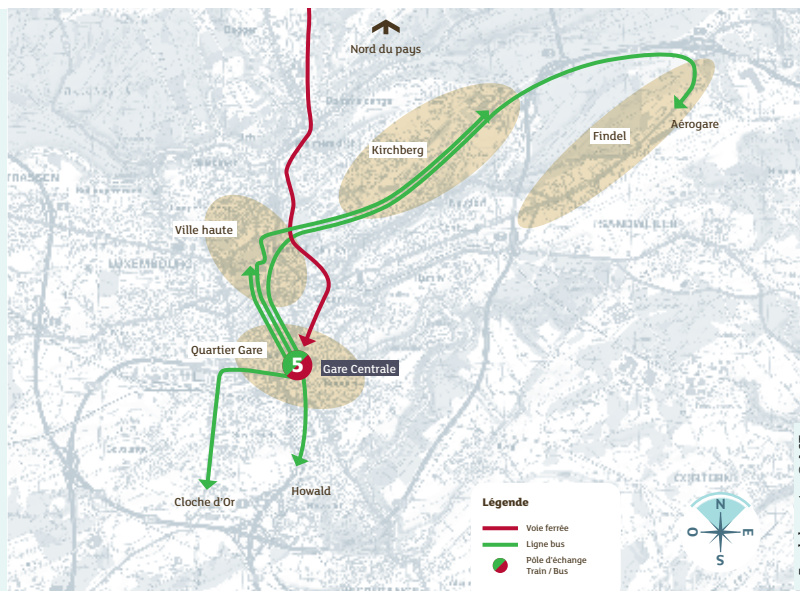 Nord du pays
Aérogare
Findel
Kirchberg
Ville haute
Quartier Gare
5
Gare Centrale
Cloche d'Or
Howald
Légende
Voie ferrée
Ligne bus
Pôle d'échange
Train / Bus
N
O
E
S